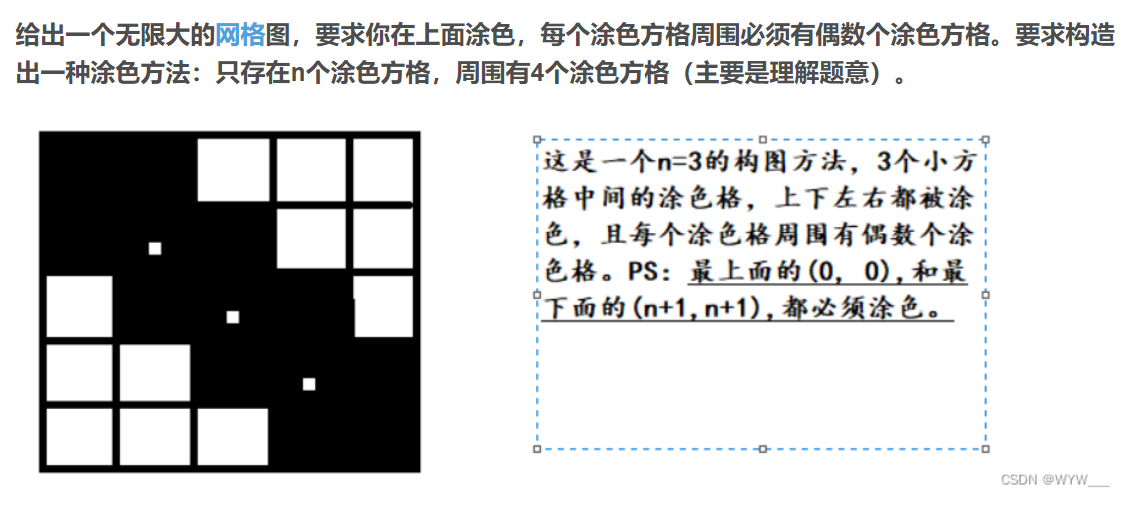 给出一个无限大的网格图，要求你在上面涂色，每个涂色方格周围必须有偶数个涂色方格。要求构造
出一种涂色方法：只存在n个涂色方格，周围有4个涂色方格（主要是理解题意）。
这是一个n=3的构图方法，3个小方
格中间的涂色格，上下左右都被涂
色，且每个涂色格周围有偶数个涂
色格。PS：最上面的(0, 0),和最
下面的(n+1,n+1),都必须涂色。
CSDN @WYW___